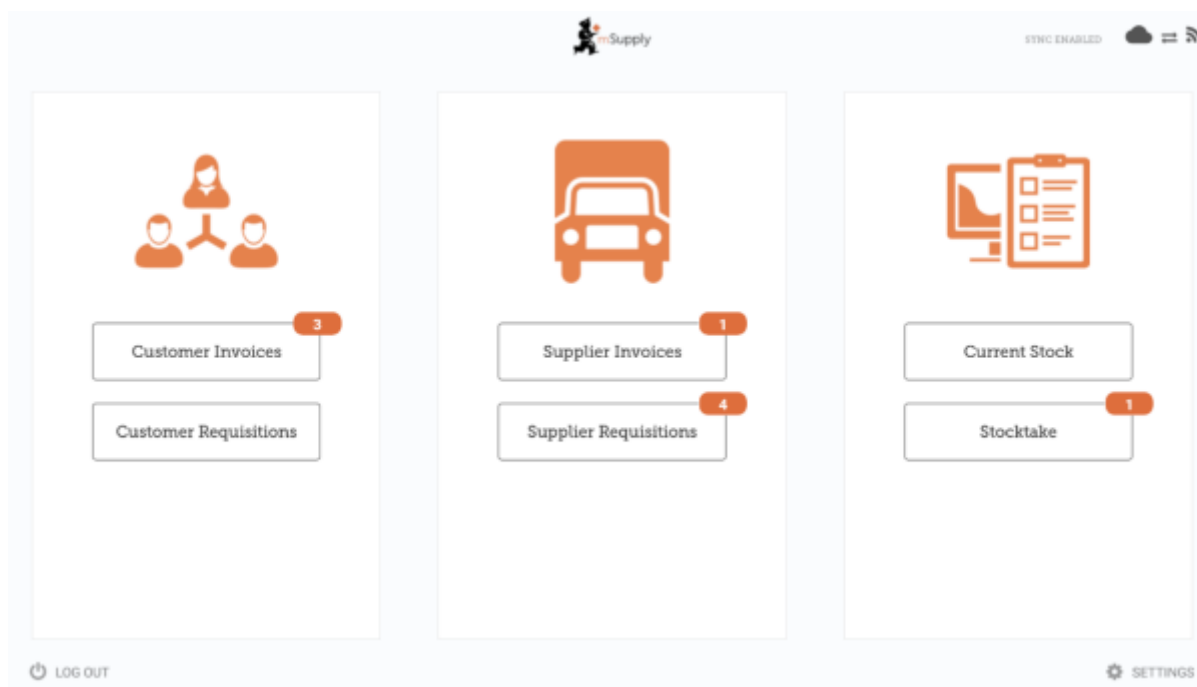 mSupply
SYNC ENABLED
3
Customer Invoices
Customer Requisitions
1
Supplier Invoices
4
Supplier Requisitions
Current Stock
1
Stocktake
LOG OUT
SETTINGS